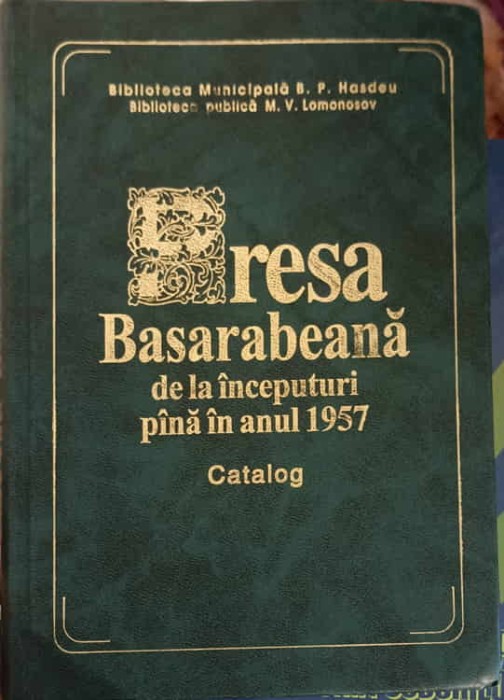 Biblioteca Municipală B. P. Hasdeu
Biblioteca publică M. V. Lomonosov
Presa
Basarabeană
de la începuturi
pînă în anul 1957
Catalog